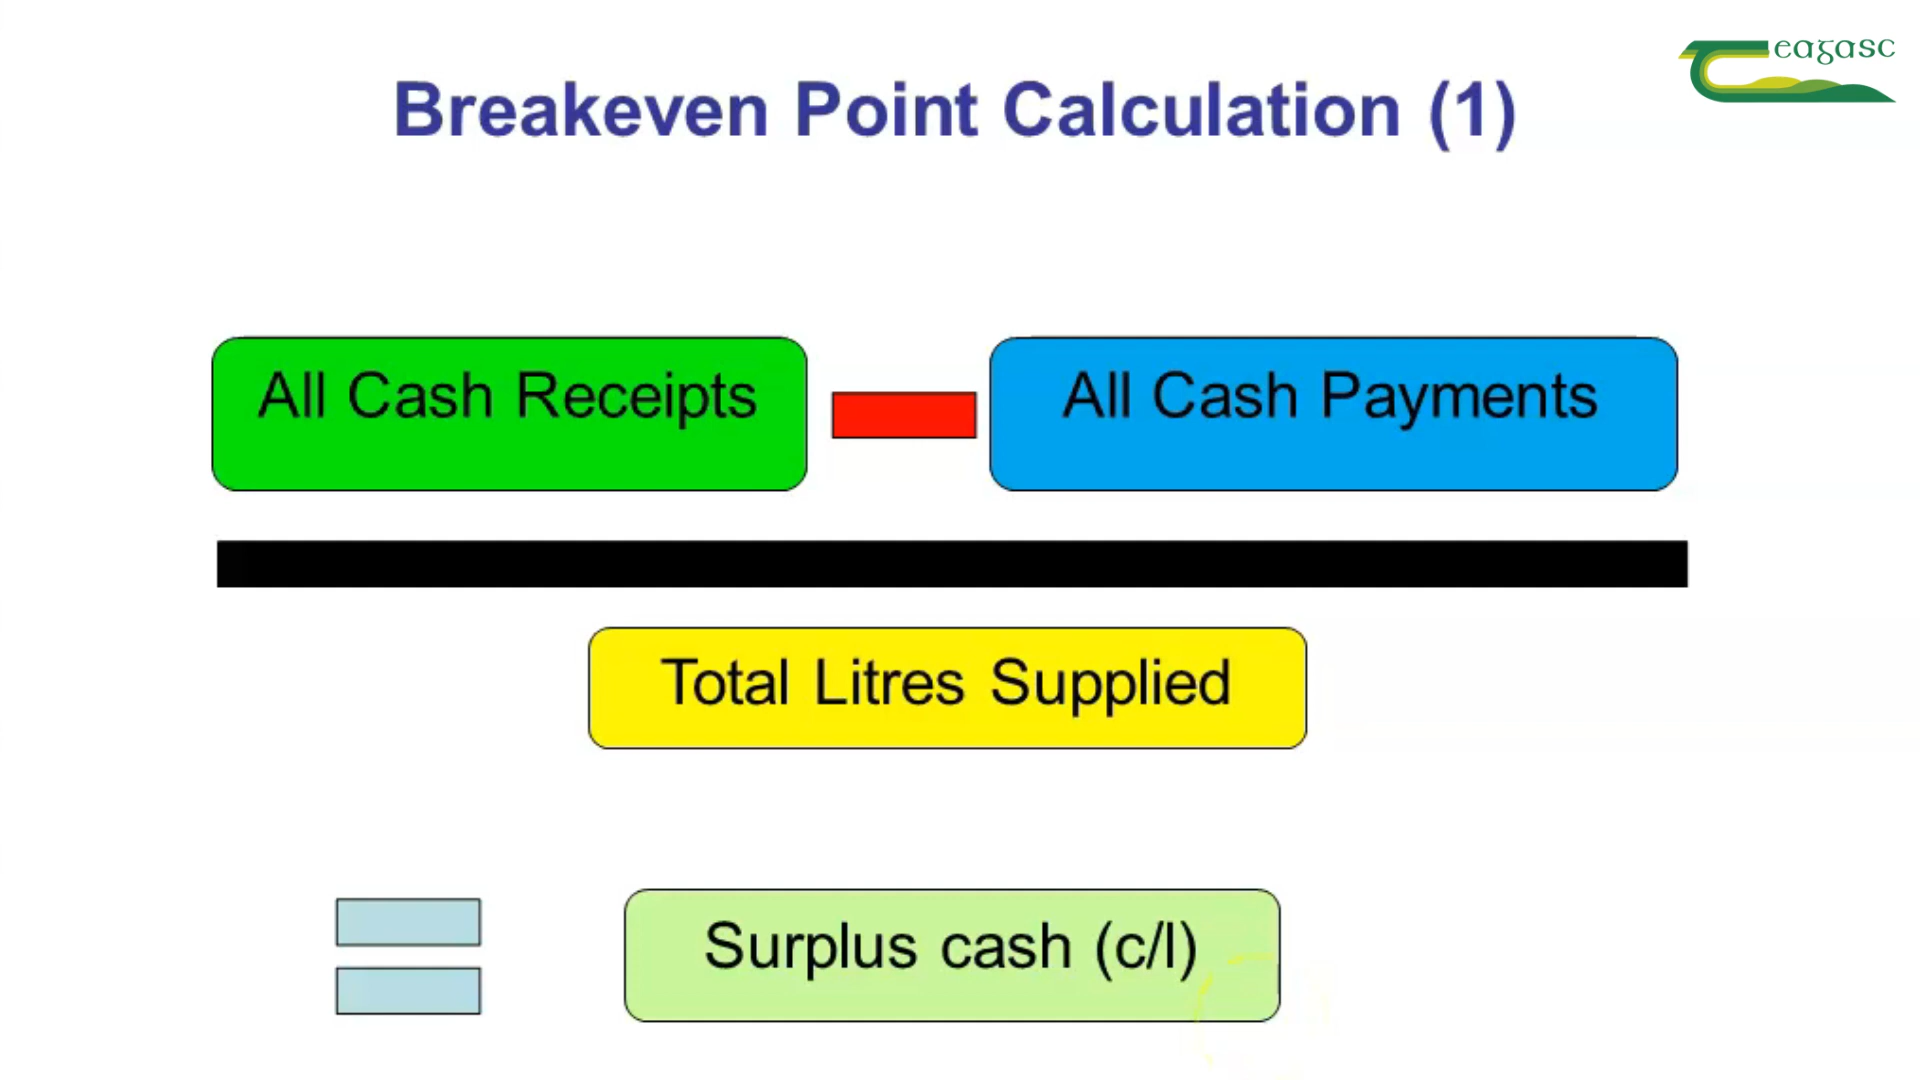 eagasc
Breakeven Point Calculation (1)
All Cash Receipts
All Cash Payments
Total Litres Supplied
Surplus cash (c/l)